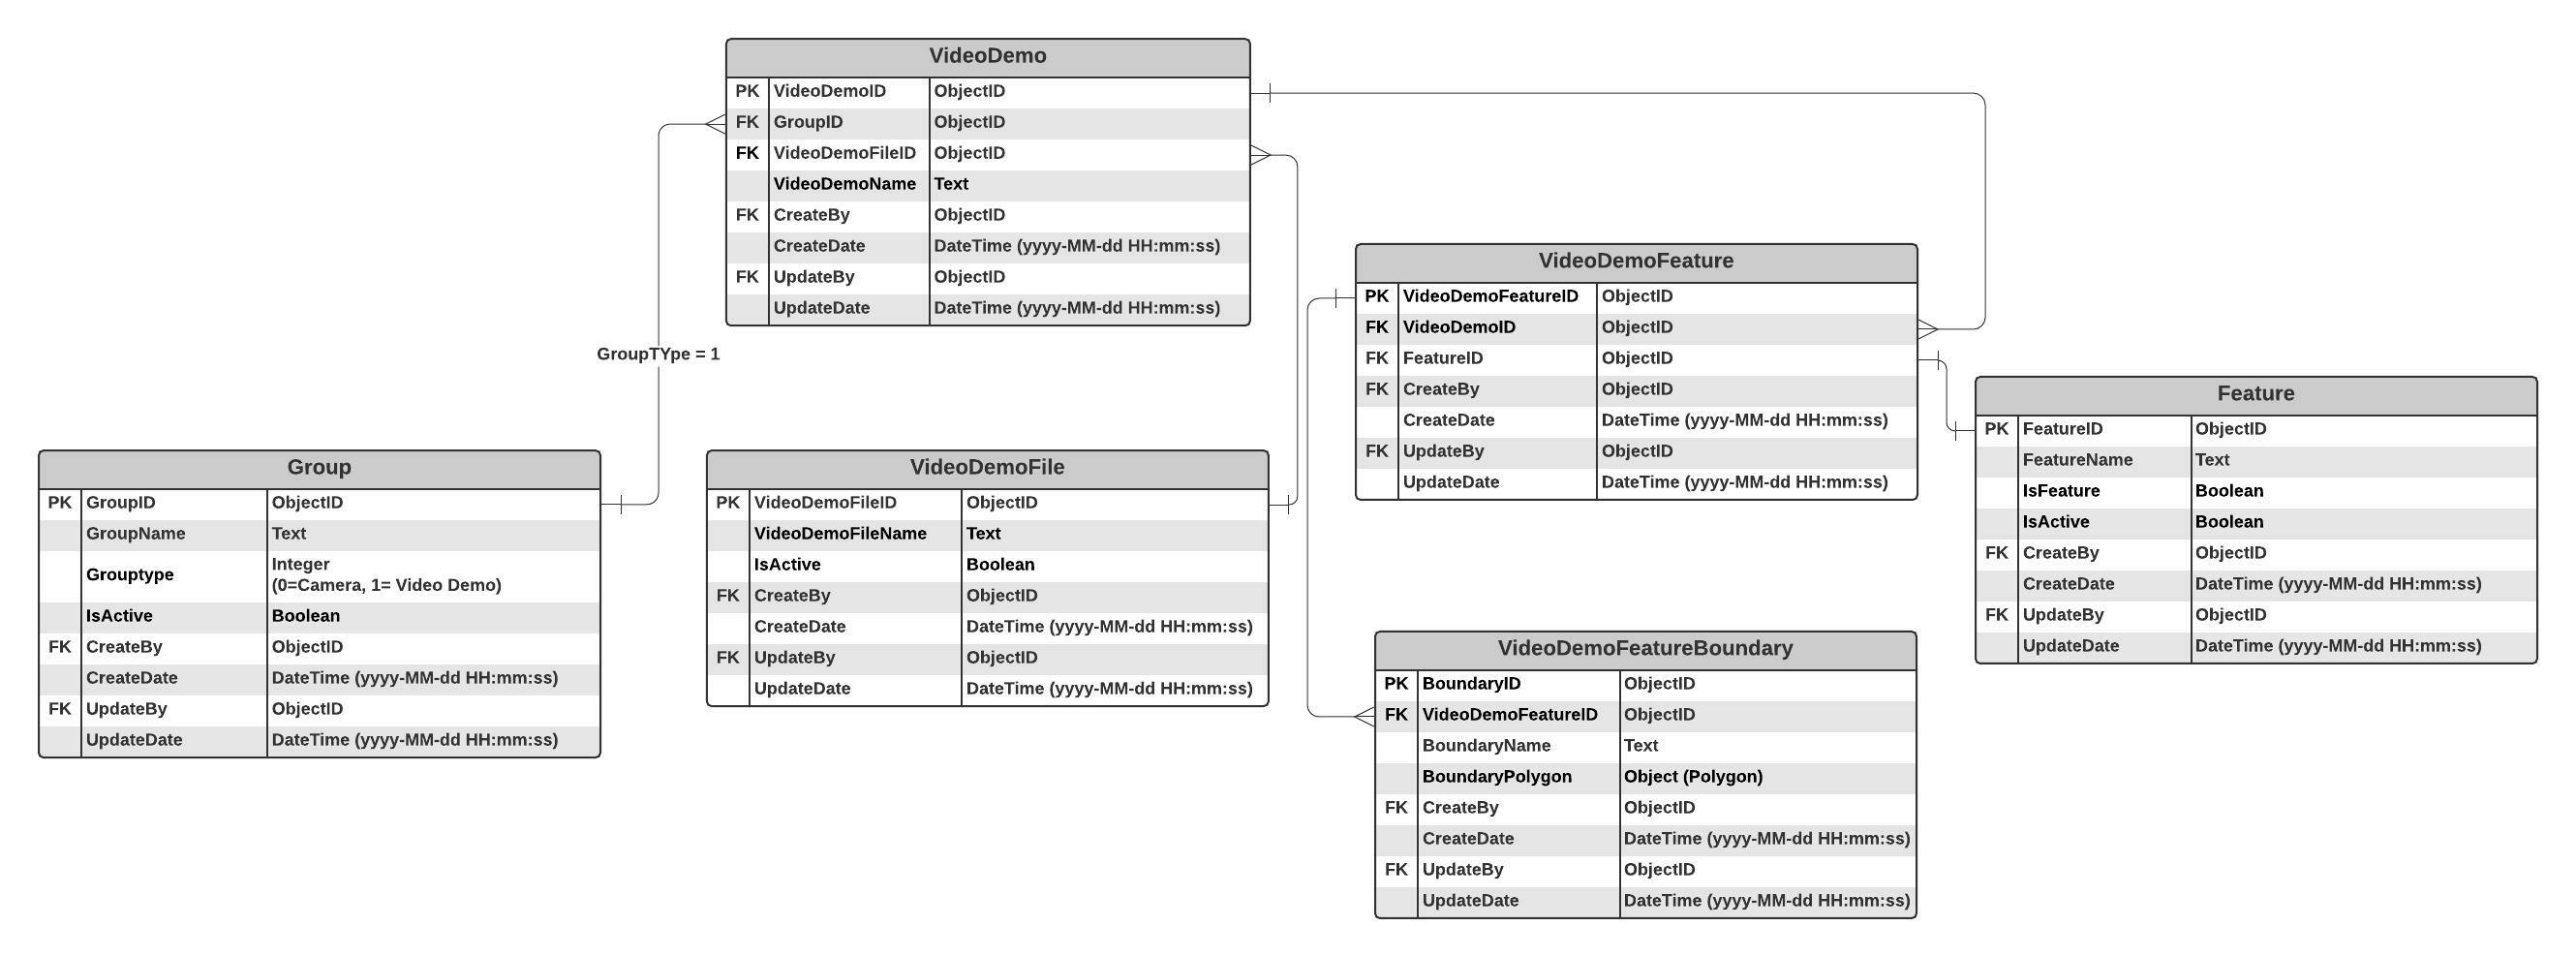 VideoDemo
PK VideoDemoID ObjectID
FK GroupID ObjectID
FK VideoDemoFileID ObjectID
VideoDemoName Text
FK CreateBy ObjectID
CreateDate DateTime (yyyy-MM-dd HH:mm:ss)
FK UpdateBy ObjectID
UpdateDate DateTime (yyyy-MM-dd HH:mm:ss)
GroupTYpe = 1
Group
PK GroupID ObjectID
GroupName Text
Grouptype Integer
(0=Camera, 1= Video Demo)
IsActive Boolean
FK CreateBy ObjectID
CreateDate DateTime (yyyy-MM-dd HH:mm:ss)
FK UpdateBy ObjectID
UpdateDate DateTime (yyyy-MM-dd HH:mm:ss)
VideoDemoFile
PK VideoDemoFileID ObjectID
VideoDemoFileName Text
IsActive Boolean
FK CreateBy ObjectID
CreateDate DateTime (yyyy-MM-dd HH:mm:ss)
FK UpdateBy ObjectID
UpdateDate DateTime (yyyy-MM-dd HH:mm:ss)
VideoDemoFeature
PK VideoDemoFeatureID ObjectID
FK VideoDemoID ObjectID
FK FeatureID ObjectID
FK CreateBy ObjectID
CreateDate DateTime (yyyy-MM-dd HH:mm:ss)
FK UpdateBy ObjectID
UpdateDate DateTime (yyyy-MM-dd HH:mm:ss)
Feature
PK FeatureID ObjectID
FeatureName Text
IsFeature Boolean
IsActive Boolean
FK CreateBy ObjectID
CreateDate DateTime (yyyy-MM-dd HH:mm:ss)
FK UpdateBy ObjectID
UpdateDate DateTime (yyyy-MM-dd HH:mm:ss)
VideoDemoFeatureBoundary
PK BoundaryID ObjectID
FK VideoDemoFeatureID ObjectID
BoundaryName Text
BoundaryPolygon Object (Polygon)
FK CreateBy ObjectID
CreateDate DateTime (yyyy-MM-dd HH:mm:ss)
FK UpdateBy ObjectID
UpdateDate DateTime (yyyy-MM-dd HH:mm:ss)